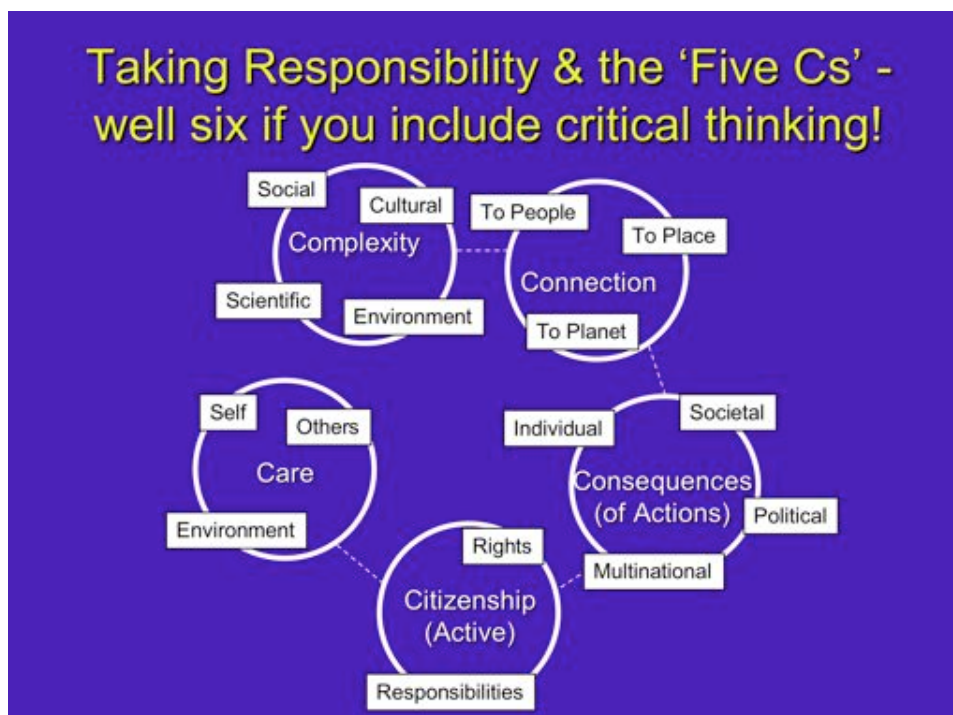 Taking Responsibility & the ‘Five Cs’ -
well six if you include critical thinking!
Social
Cultural
Complexity
Scientific
Environment
To People
To Place
Connection
To Planet
Individual
Societal
Consequences
(of Actions)
Political
Multinational
Rights
Citizenship
(Active)
Responsibilities
Self
Others
Care
Environment